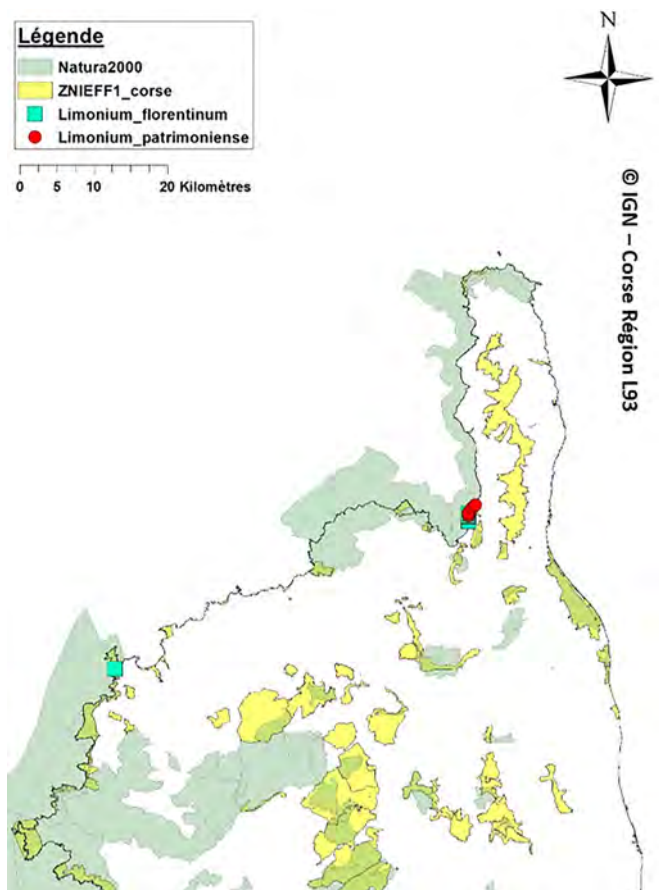 Légende
Natura2000
ZNIEFF1_corse
Limonium_florentinum
Limonium_patrimoniense
0 5 10 20 Kilomètres
N
© IGN – Corse Région L93